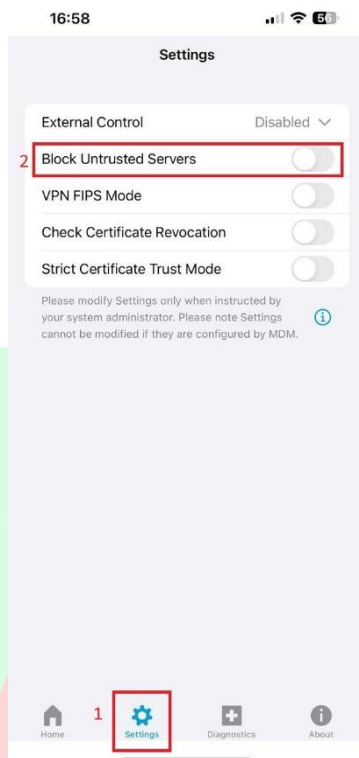 16:58
56
Settings
External Control Disabled
2 Block Untrusted Servers
VPN FIPS Mode
Check Certificate Revocation
Strict Certificate Trust Mode
Please modify Settings only when instructed by
your system administrator. Please note Settings
cannot be modified if they are configured by MDM.
i
1
Home Settings Diagnostics About